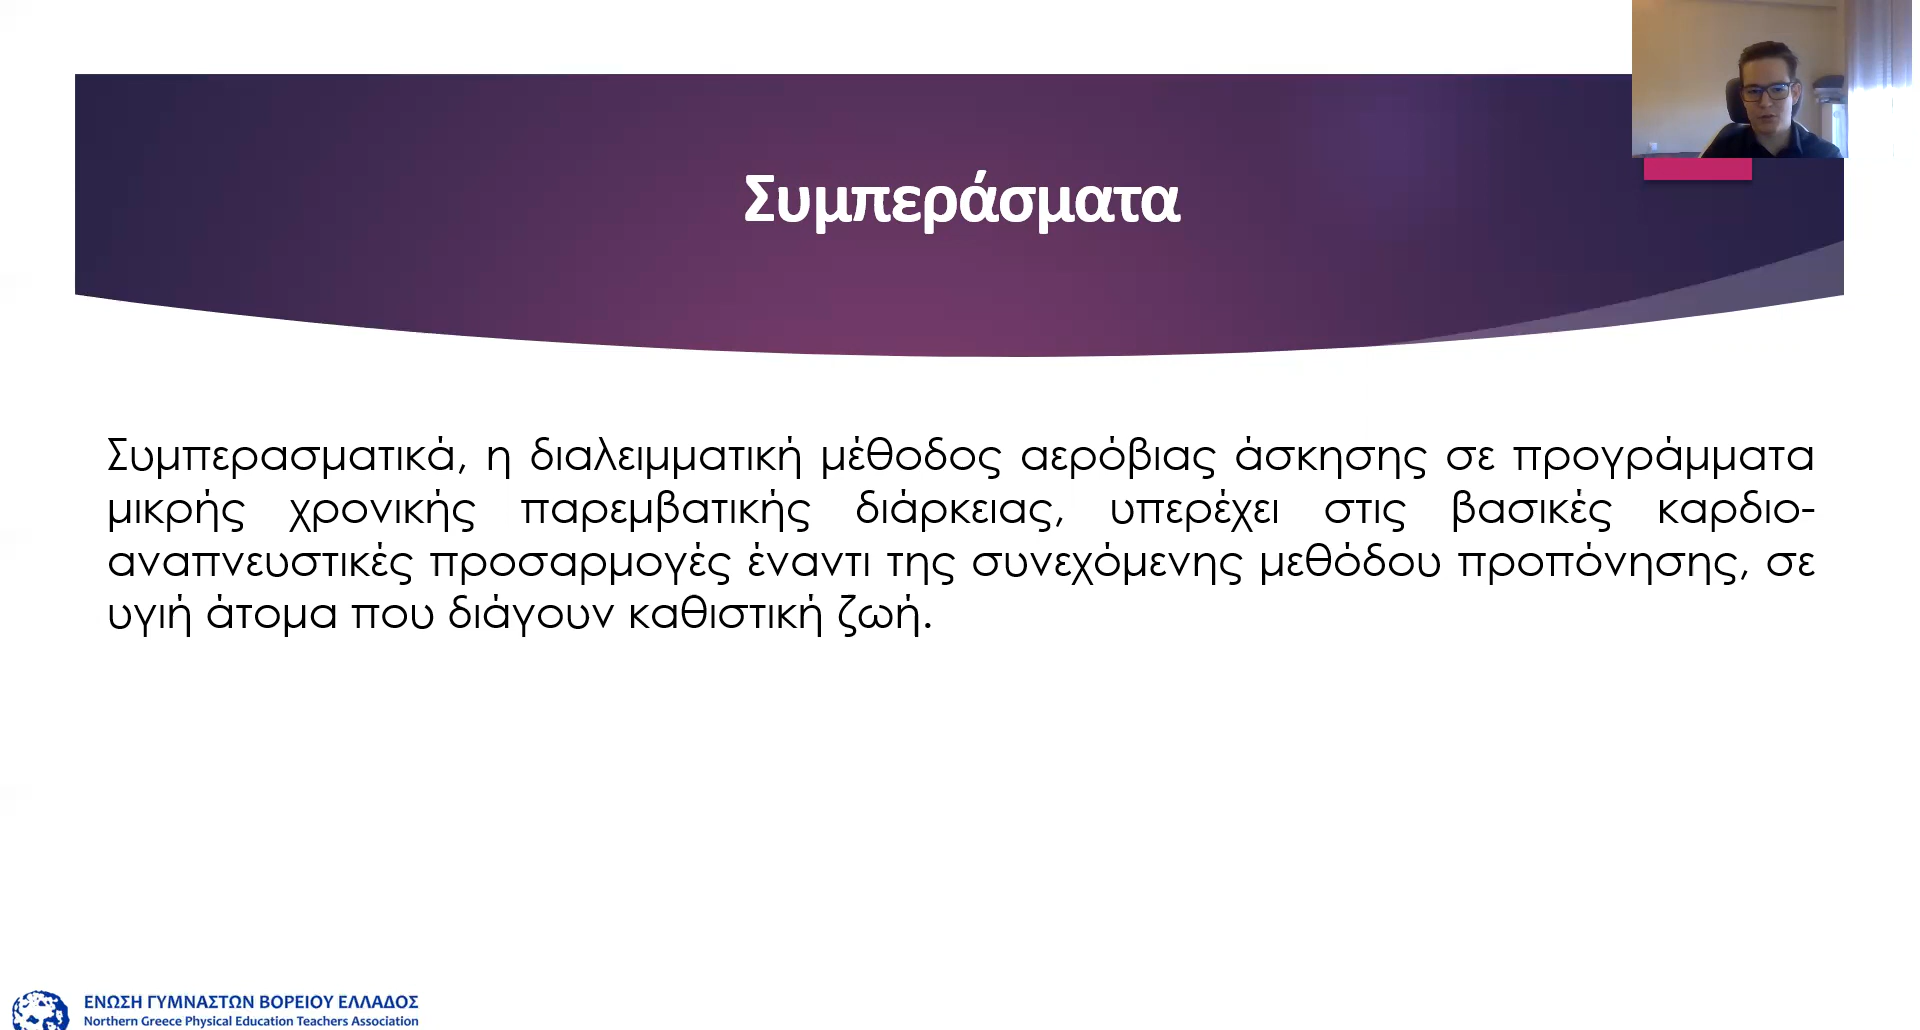 Συμπεράσματα
Συμπερασματικά, η διαλειμματική μέθοδος αερόβιας άσκησης σε προγράμματα
μικρής χρονικής παρεμβατικής διάρκειας, υπερέχει στις βασικές καρδιο-
αναπνευστικές προσαρμογές έναντι της συνεχόμενης μεθόδου προπόνησης, σε
υγιή άτομα που διάγουν καθιστική ζωή.
ΕΝΩΣΗ ΓΥΜΝΑΣΤΩΝ ΒΟΡΕΙΟΥ ΕΛΛΑΔΟΣ
Northern Greece Physical Education Teachers Association